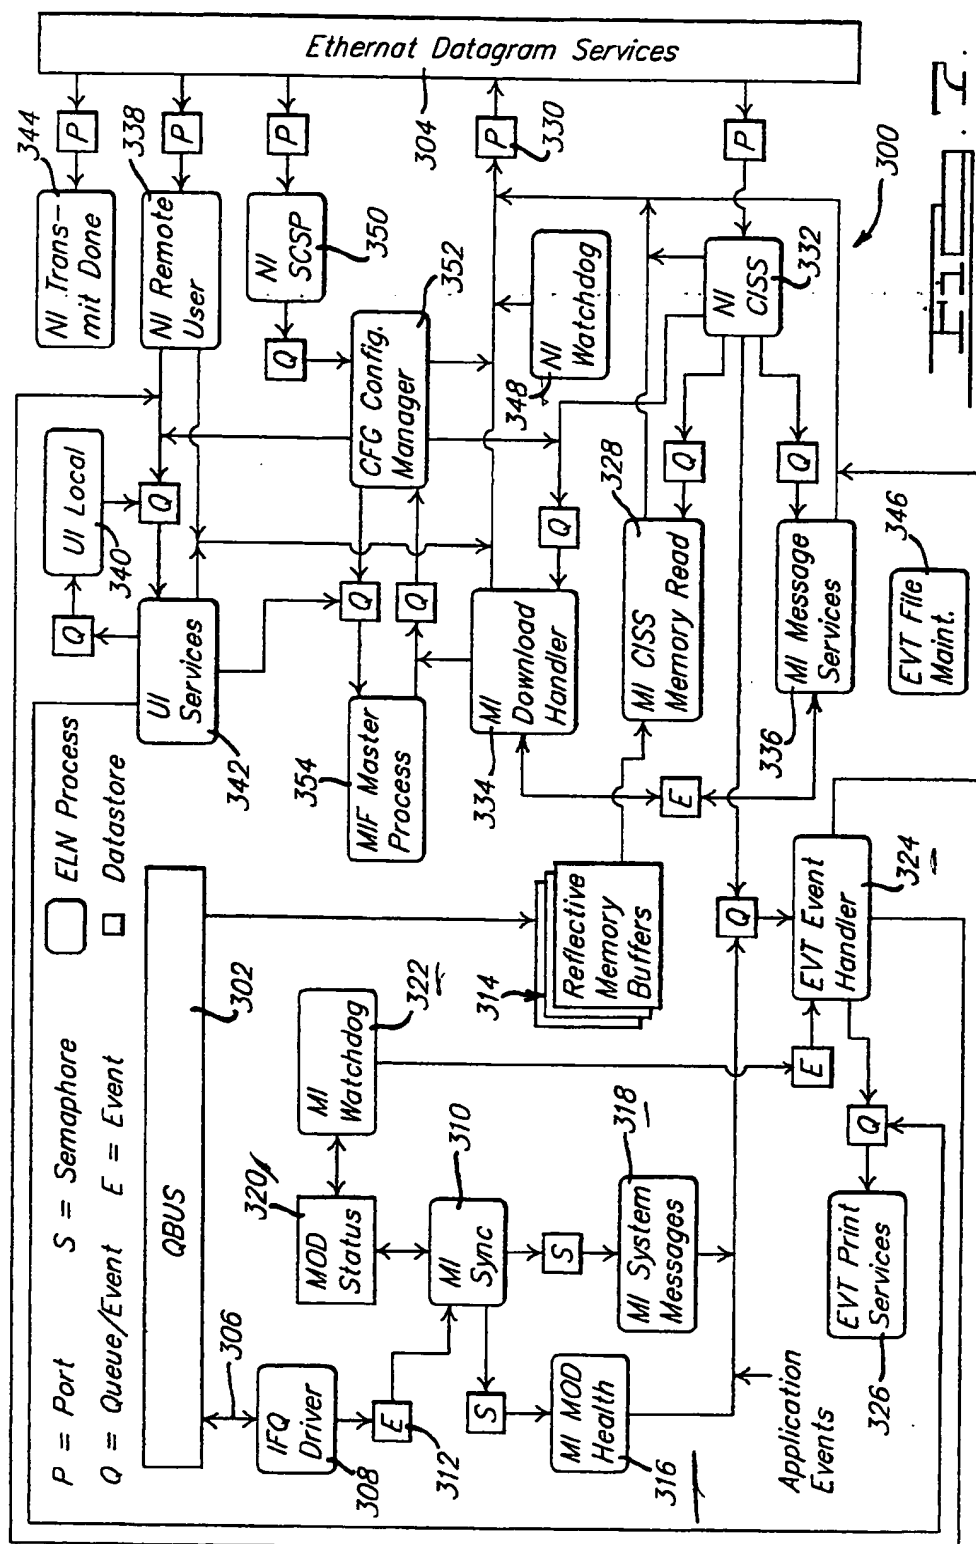 P = Port
S = Semaphore
ELN Process
Q = Queue/Event
E = Event
Datastore
QBUS
302
306
IFQ
Driver
308
E
312
MOD
Status
320
MI
Watchdog
322
MI
Sync
310
S
S
MI System
Messages
318
MI MOD
Health
316
Application
Events
EVT Print
Services
326
Q
E
EVT Event
Handler
324
Q
Reflective
Memory
Buffers
314
UI
Services
342
Q
UI Local
340
Q
MIF Master
Process
354
Q
Q
MI
Download
Handler
334
Q
E
MI CISS
Memory Read
328
Q
MI Message
Services
336
Q
EVT File
Maint.
346
CFG Config.
Manager
352
Q
NI
SCSP
350
NI
Watchdog
348
NI
CISS
332
NI Trans-
mit Done
344
NI Remote
User
338
P
P
P
P
330
P
Ethernat Datagram Services
304
300